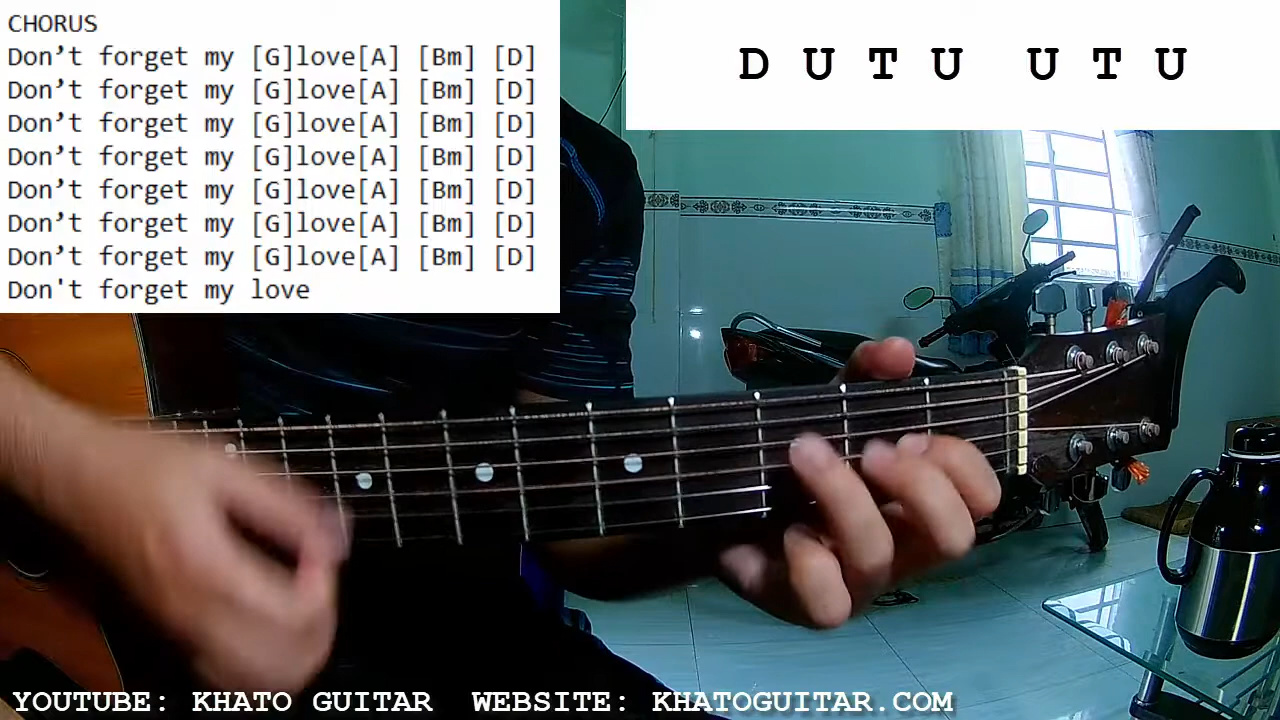 CHORUS
Don’t forget my [G]love[A] [Bm] [D]
Don’t forget my [G]love[A] [Bm] [D]
Don’t forget my [G]love[A] [Bm] [D]
Don’t forget my [G]love[A] [Bm] [D]
Don’t forget my [G]love[A] [Bm] [D]
Don’t forget my [G]love[A] [Bm] [D]
Don’t forget my [G]love[A] [Bm] [D]
Don't forget my love
D U T U U T U
YOUTUBE: KHATO GUITAR WEBSITE: KHATOGUITAR.COM